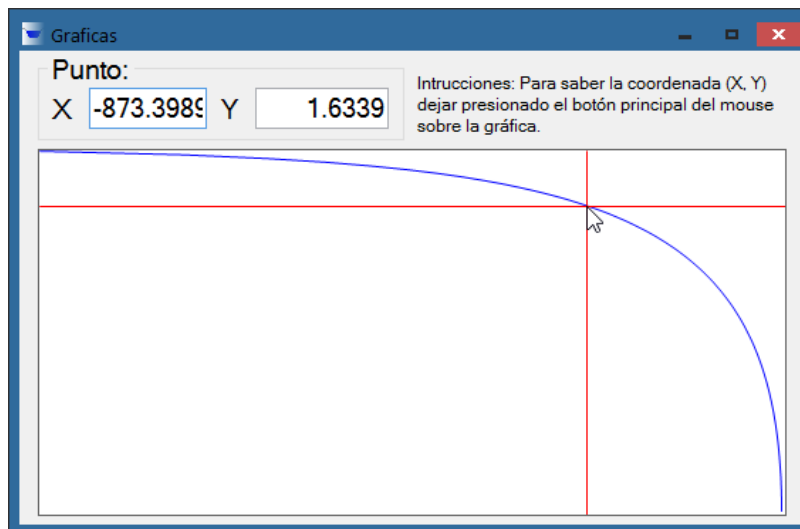 Graficas
Punto:
X -873.3989 Y 1.6339
Intrucciones: Para saber la coordenada (X, Y)
dejar presionado el botón principal del mouse
sobre la gráfica.